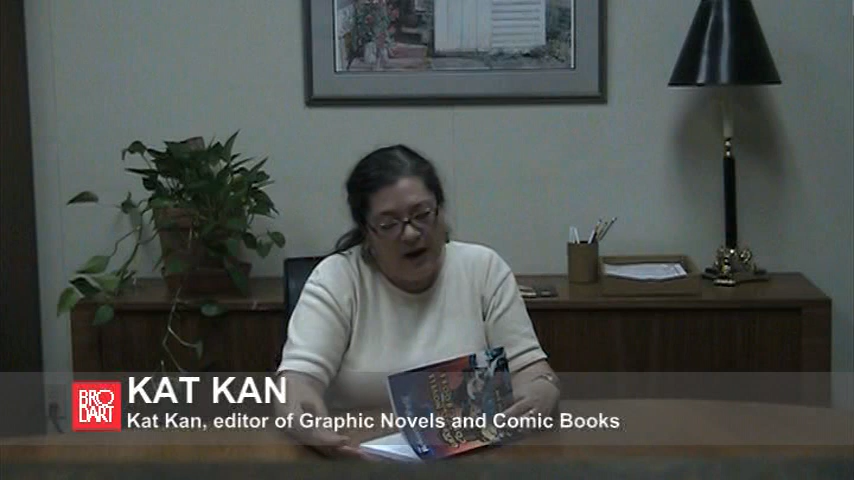 BRO
DART
KAT KAN
Kat Kan, editor of Graphic Novels and Comic Books